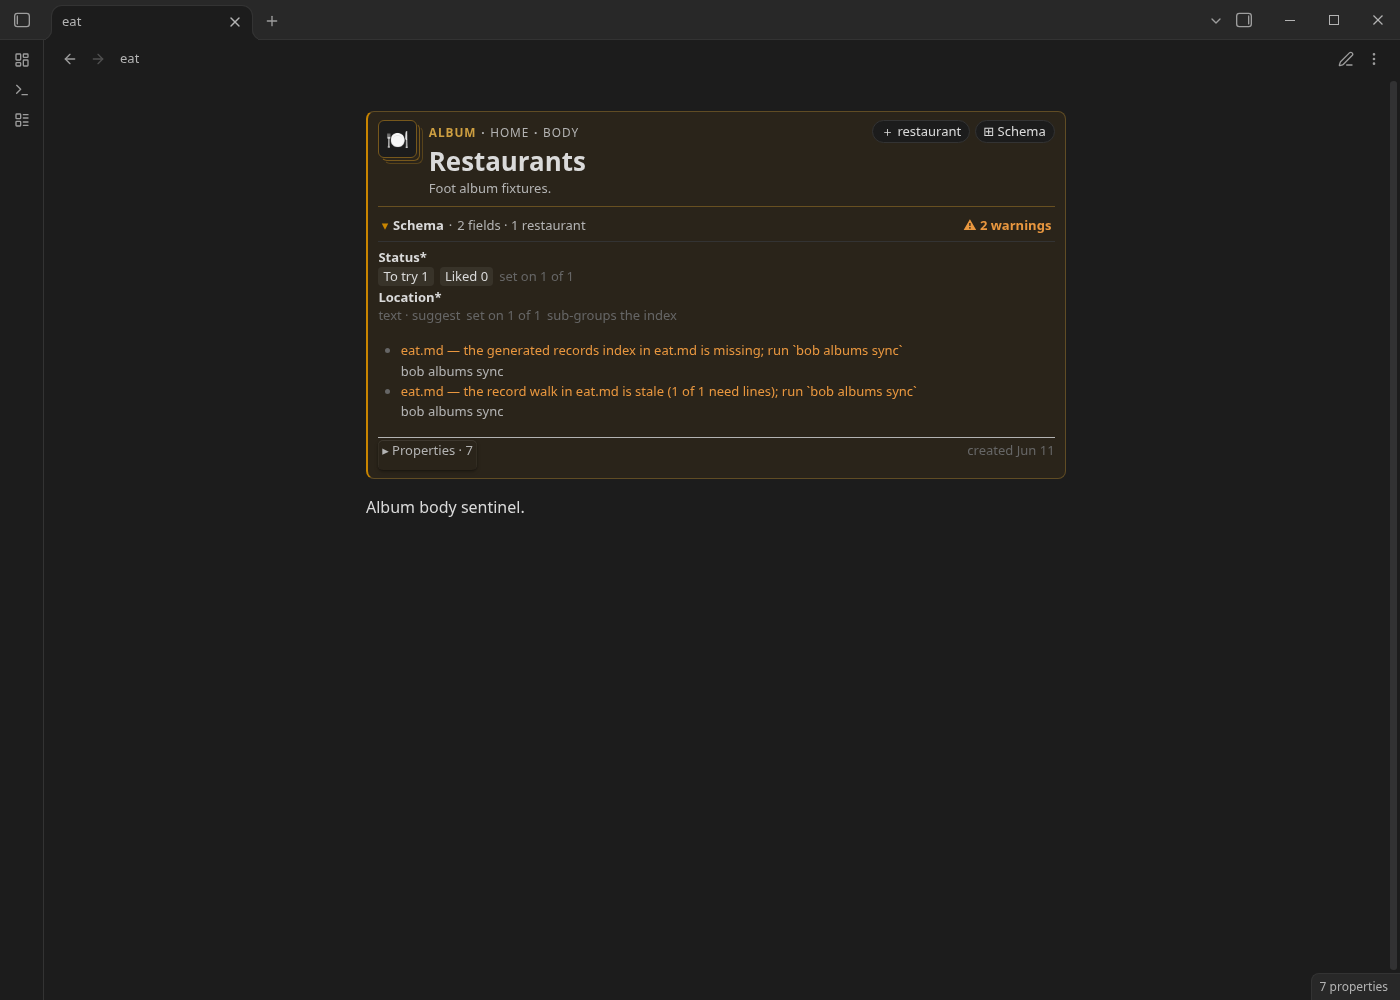 eat
eat
ALBUM · HOME · BODY
+ restaurant
⊞ Schema
Restaurants
Foot album fixtures.
▾ Schema · 2 fields · 1 restaurant
⚠ 2 warnings
Status*
To try 1 Liked 0 set on 1 of 1
Location*
text · suggest set on 1 of 1 sub-groups the index
• eat.md — the generated records index in eat.md is missing; run `bob albums sync`
bob albums sync
• eat.md — the record walk in eat.md is stale (1 of 1 need lines); run `bob albums sync`
bob albums sync
▸ Properties · 7
created Jun 11
Album body sentinel.
7 properties